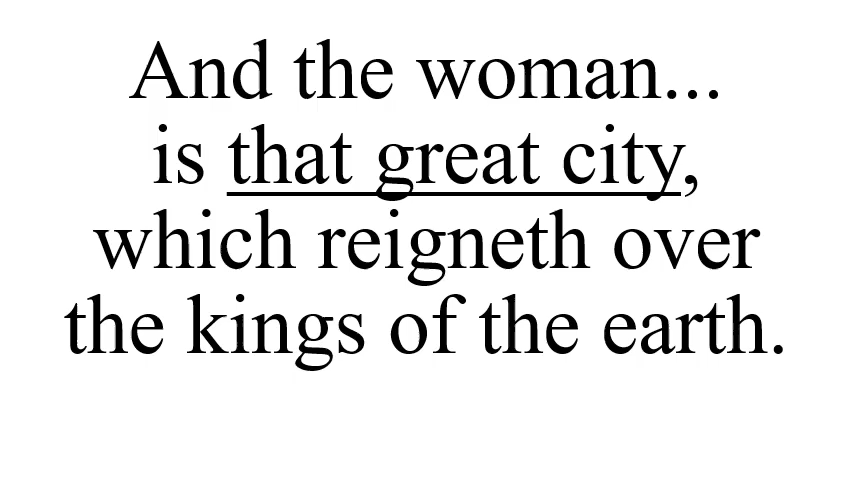 And the woman...
is that great city,
which reigneth over
the kings of the earth.